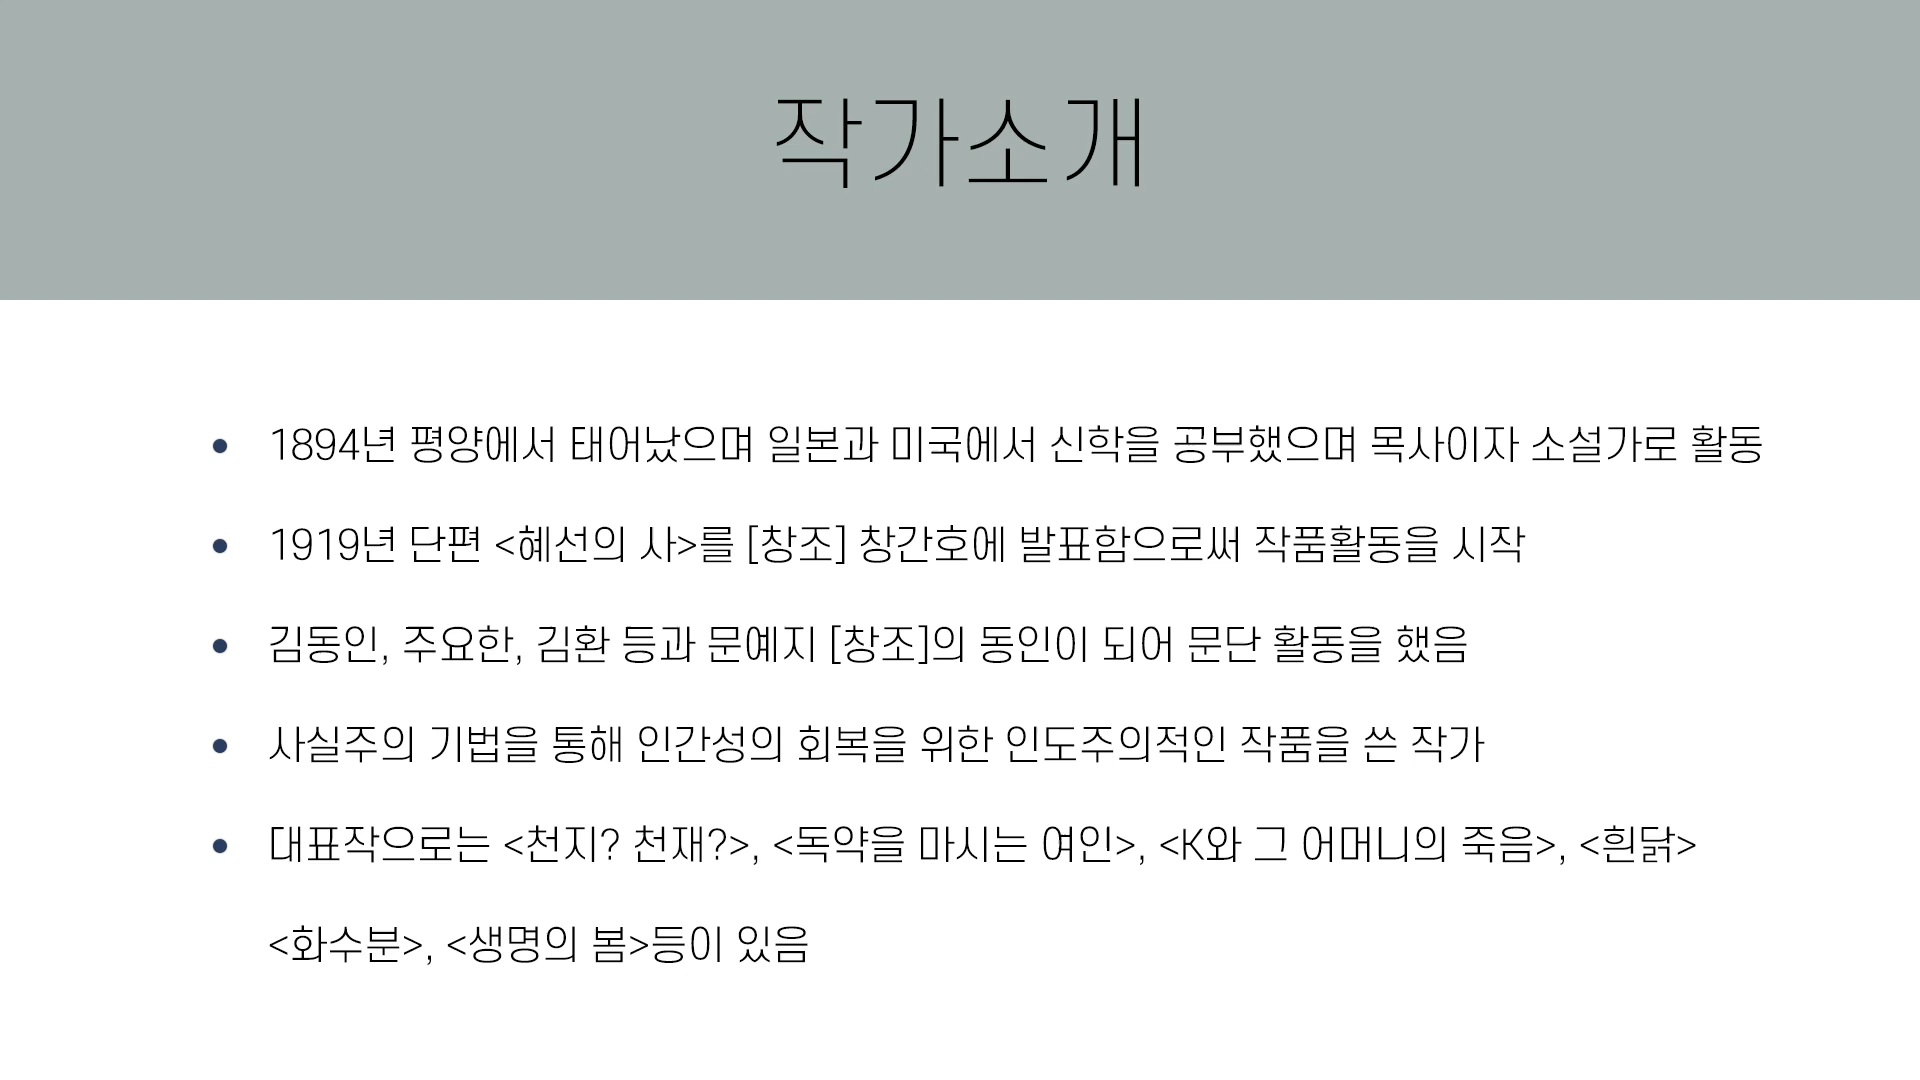 작가소개
• 1894년 평양에서 태어났으며 일본과 미국에서 신학을 공부했으며 목사이자 소설가로 활동
• 1919년 단편 <혜선의 사>를 [창조] 창간호에 발표함으로써 작품활동을 시작
• 김동인, 주요한, 김환 등과 문예지 [창조]의 동인이 되어 문단 활동을 했음
• 사실주의 기법을 통해 인간성의 회복을 위한 인도주의적인 작품을 쓴 작가
• 대표작으로는 <천지? 천재?>, <독약을 마시는 여인>, <K와 그 어머니의 죽음>, <흰닭>
<화수분>, <생명의 봄>등이 있음